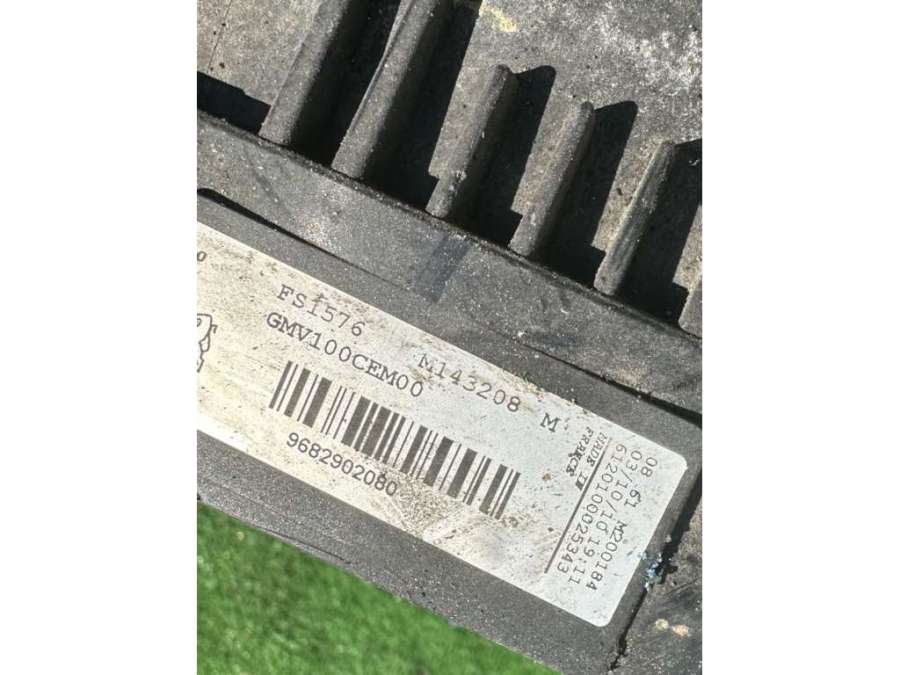 FS1576 M143208 M
GMV100CEM00
9682902080
MADE IN
FRANCE
08 61 M200184
03/10/10 19:11
6120100025343